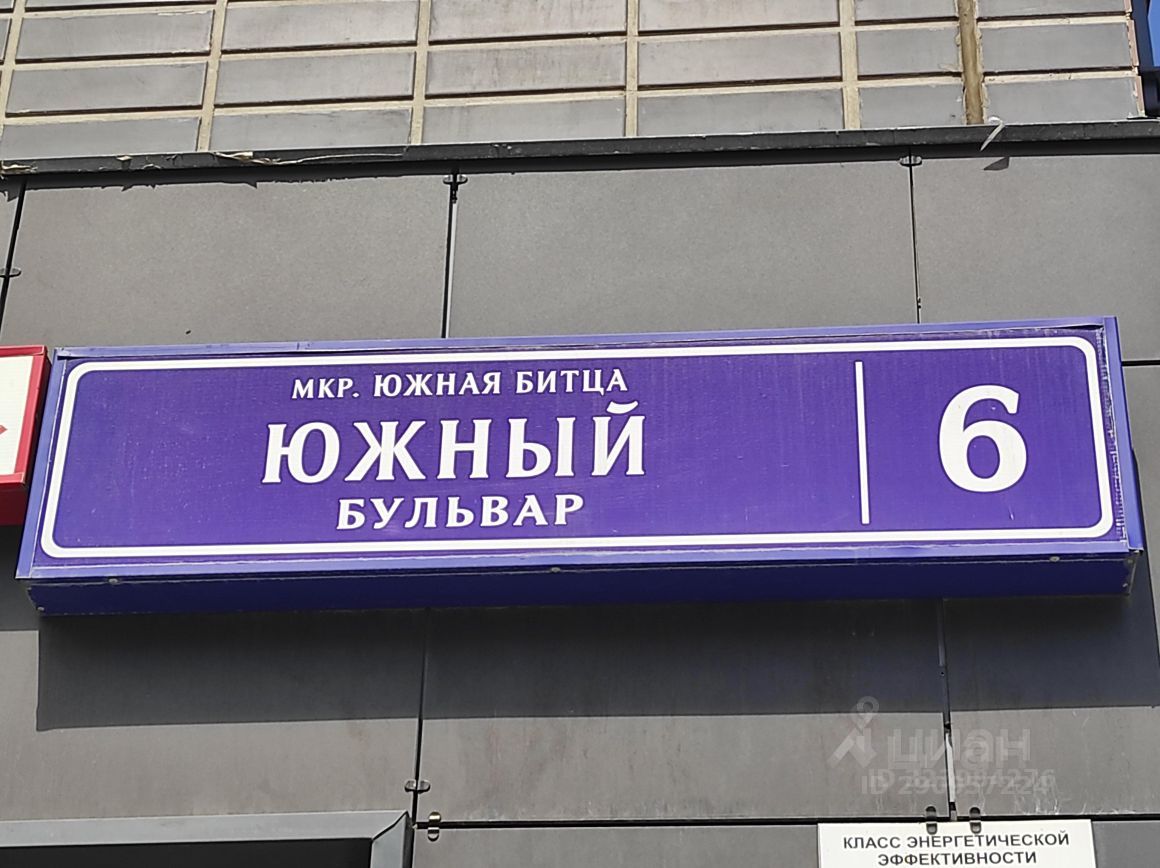 МКР. ЮЖНАЯ БИТЦА
ЮЖНЫЙ
БУЛЬВАР
6
циан
КЛАСС ЭНЕРГЕТИЧЕСКОЙ
ЭФФЕКТИВНОСТИ